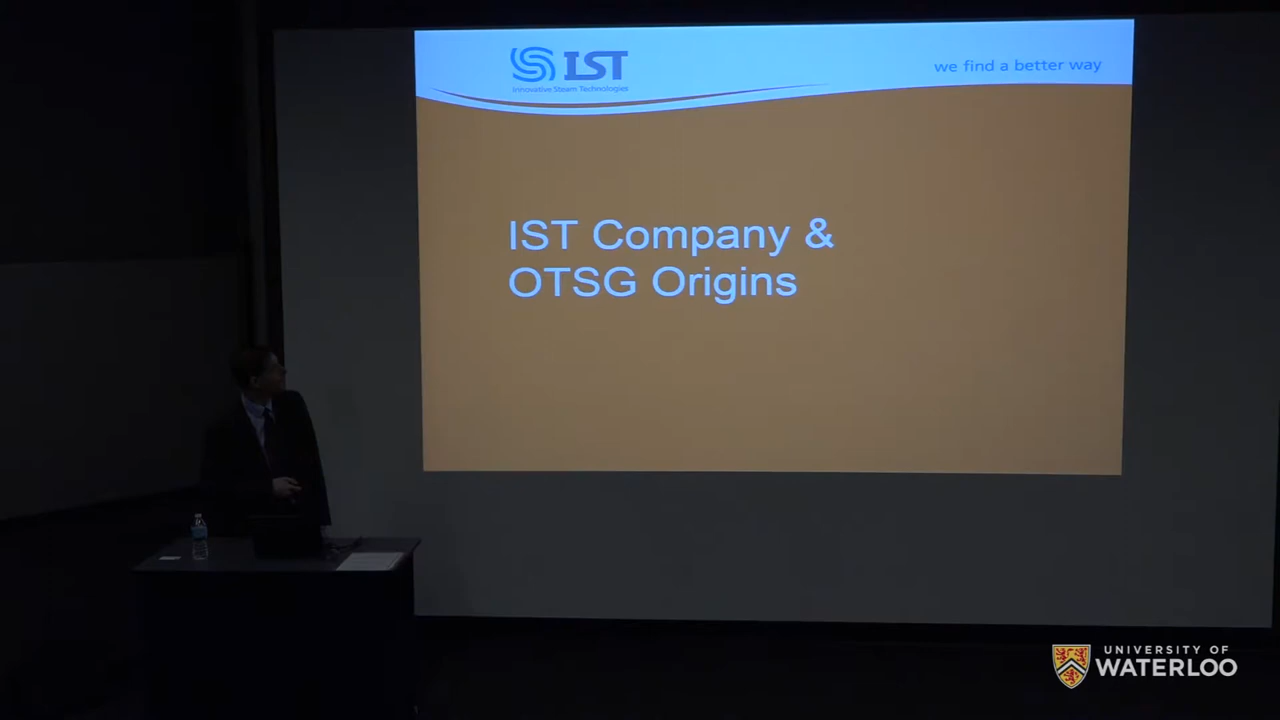 IST
Innovative Steam Technologies
we find a better way
IST Company &
OTSG Origins
UNIVERSITY OF
WATERLOO